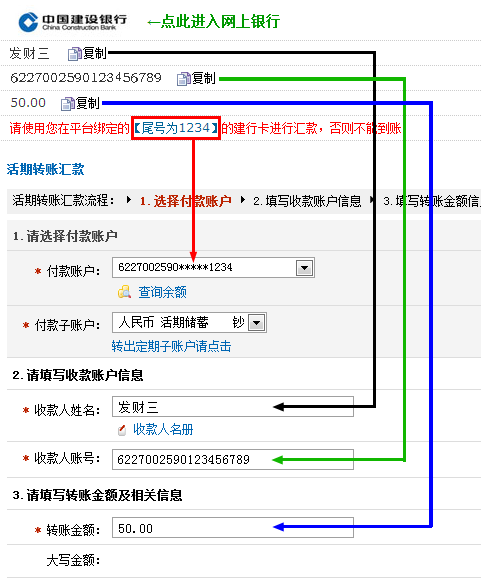 中国建设银行 ←点此进入网上银行
China Construction Bank
发财三 复制
6227002590123456789 复制
50.00 复制
请使用您在平台绑定的【尾号为1234】的建行卡进行汇款，否则不能到账
活期转账汇款
活期转账汇款流程： 1.选择付款账户 2.填写收款账户信息 3.填写转账金额信
1.请选择付款账户
* 付款账户： 6227002590*****1234
查询余额
* 付款子账户： 人民币 活期储蓄 钞
转出定期子账户请点击
2.请填写收款账户信息
* 收款人姓名： 发财三
收款人名册
* 收款人账号： 6227002590123456789
3.请填写转账金额及相关信息
* 转账金额： 50.00
大写金额：